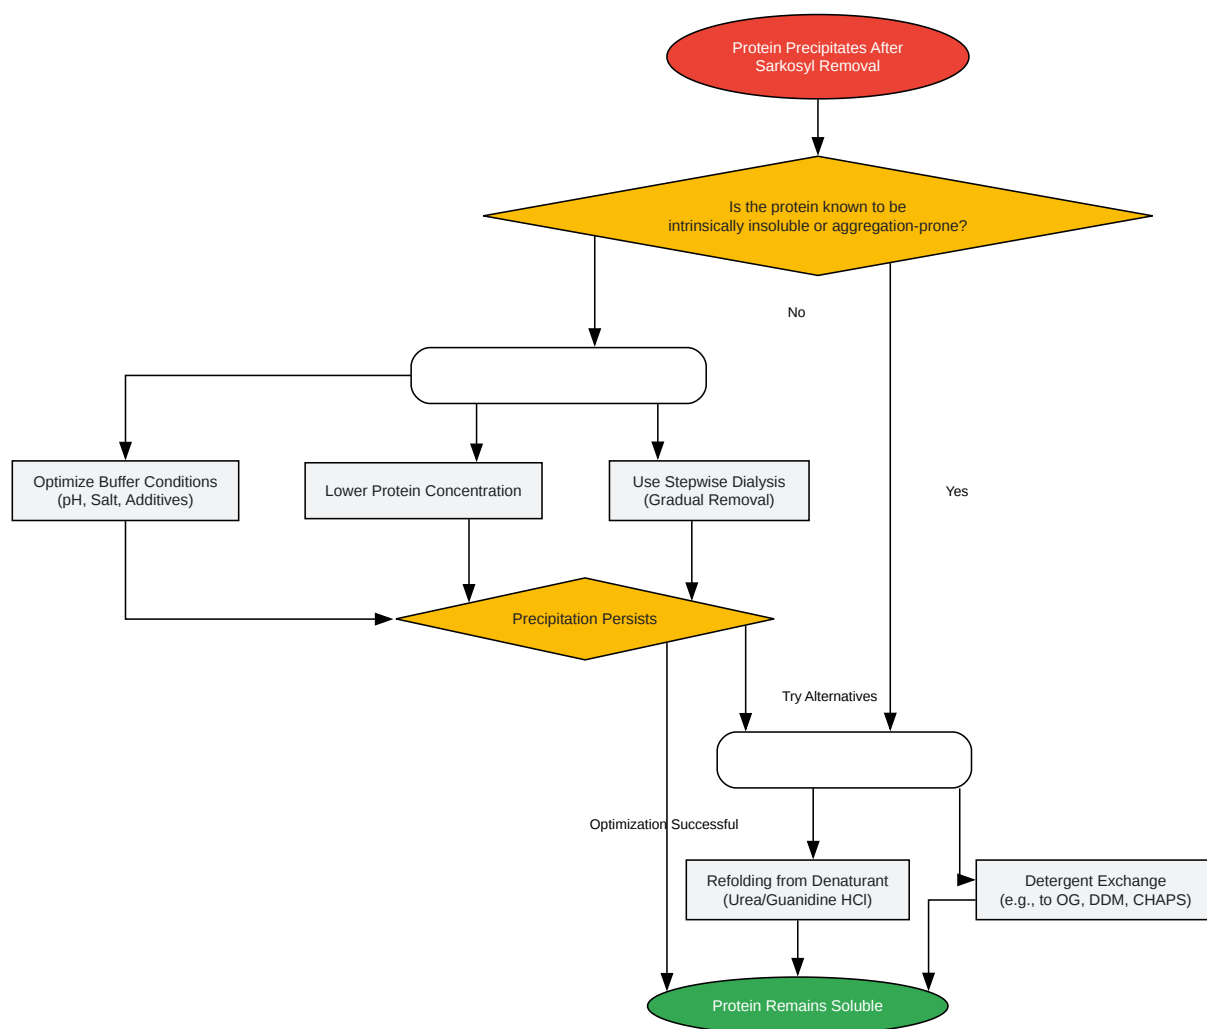 Protein Precipitates After
Sarkosyl Removal
Is the protein known to be
intrinsically insoluble or aggregation-prone?
No
Optimize Buffer Conditions
(pH, Salt, Additives)
Lower Protein Concentration
Use Stepwise Dialysis
(Gradual Removal)
Yes
Precipitation Persists
Try Alternatives
Optimization Successful
Refolding from Denaturant
(Urea/Guanidine HCl)
Detergent Exchange
(e.g., to OG, DDM, CHAPS)
Protein Remains Soluble